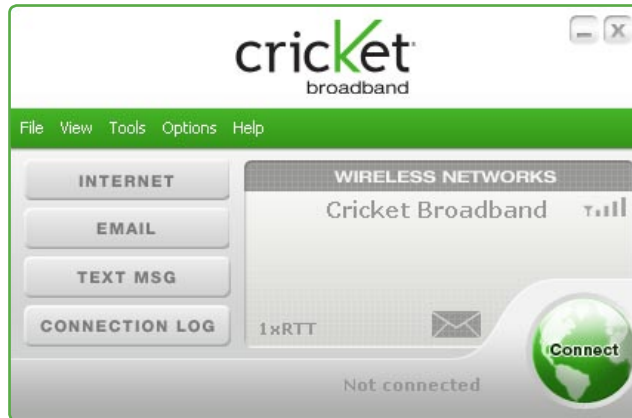 cricket
broadband
File View Tools Options Help
INTERNET
EMAIL
TEXT MSG
CONNECTION LOG
WIRELESS NETWORKS
Cricket Broadband
1xRTT
Connect
Not connected